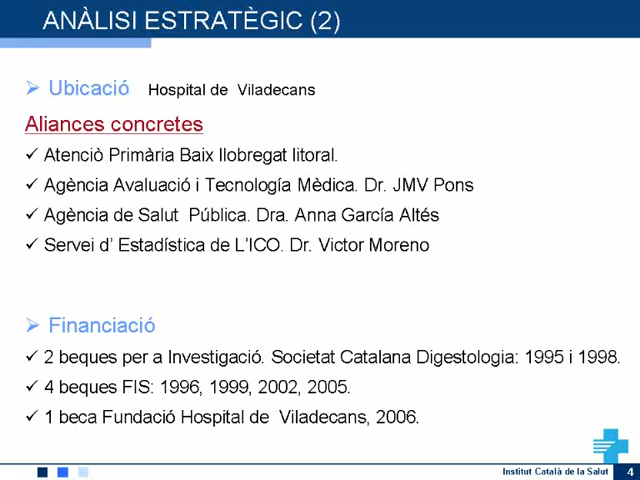 ANÀLISI ESTRATÈGIC (2)
Ubicació Hospital de Viladecans
Aliances concretes
Atenciò Primària Baix llobregat litoral.
Agència Avaluació i Tecnología Mèdica. Dr. JMV Pons
Agència de Salut Pública. Dra. Anna García Altés
Servei d' Estadística de L'ICO. Dr. Victor Moreno
Financiació
2 beques per a Investigació. Societat Catalana Digestologia: 1995 i 1998.
4 beques FIS: 1996, 1999, 2002, 2005.
1 beca Fundació Hospital de Viladecans, 2006.
Institut Català de la Salut 4